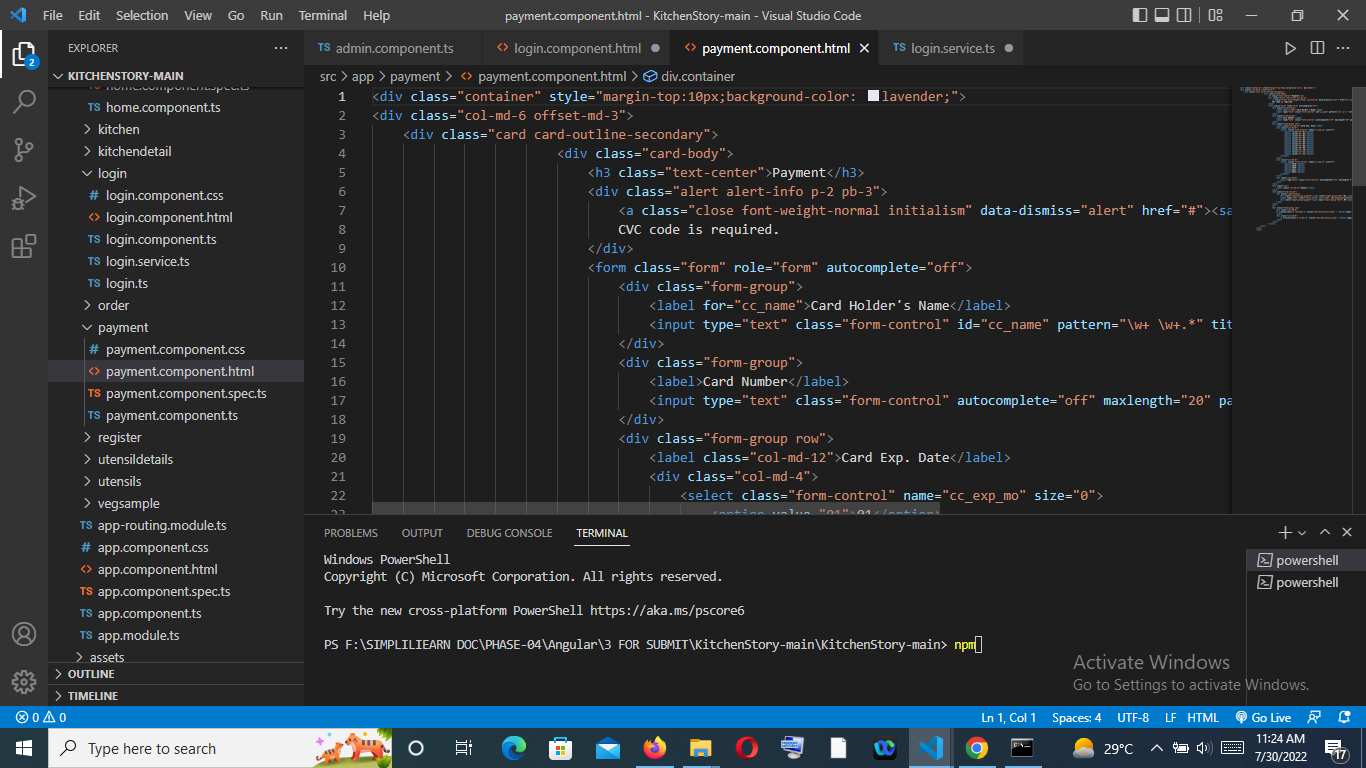 File Edit Selection View Go Run Terminal Help payment.component.html - KitchenStory-main - Visual Studio Code
EXPLORER
KITCHENSTORY-MAIN
home.component.spec.ts
home.component.ts
kitchen
kitchendetail
login
login.component.css
login.component.html
TS login.component.ts
TS login.service.ts
TS login.ts
order
payment
# payment.component.css
payment.component.html
TS payment.component.spec.ts
TS payment.component.ts
register
utensildetails
utensils
vegsample
TS app-routing.module.ts
# app.component.css
app.component.html
TS app.component.spec.ts
TS app.component.ts
TS app.module.ts
assets
OUTLINE
TIMELINE
2
TS admin.component.ts login.component.html payment.component.html TS login.service.ts
src > app > payment > payment.component.html > div.container
1 <div class="container" style="margin-top:10px;background-color: lavender;">
2 <div class="col-md-6 offset-md-3">
3 <div class="card card-outline-secondary">
4 <div class="card-body">
5 <h3 class="text-center">Payment</h3>
6 <div class="alert alert-info p-2 pb-3">
7 <a class="close font-weight-normal initialism" data-dismiss="alert" href="#"><sa
8 CVC code is required.
9 </div>
10 <form class="form" role="form" autocomplete="off">
11 <div class="form-group">
12 <label for="cc_name">Card Holder's Name</label>
13 <input type="text" class="form-control" id="cc_name" pattern="\w+ \w+.*" tit
14 </div>
15 <div class="form-group">
16 <label>Card Number</label>
17 <input type="text" class="form-control" autocomplete="off" maxlength="20" pa
18 </div>
19 <div class="form-group row">
20 <label class="col-md-12">Card Exp. Date</label>
21 <div class="col-md-4">
22 <select class="form-control" name="cc_exp_mo" size="0">
23 <option value="01">01</option>
PROBLEMS OUTPUT DEBUG CONSOLE TERMINAL
Windows PowerShell
Copyright (C) Microsoft Corporation. All rights reserved.
Try the new cross-platform PowerShell https://aka.ms/pscore6
PS F:\SIMPLILIEARN DOC\PHASE-04\Angular\3 FOR SUBMIT\KitchenStory-main\KitchenStory-main> npm
powershell
powershell
Activate Windows
Go to Settings to activate Windows.
0 0 Ln 1, Col 1 Spaces: 4 UTF-8 LF HTML Go Live
Type here to search
29°C
11:24 AM
7/30/2022
17